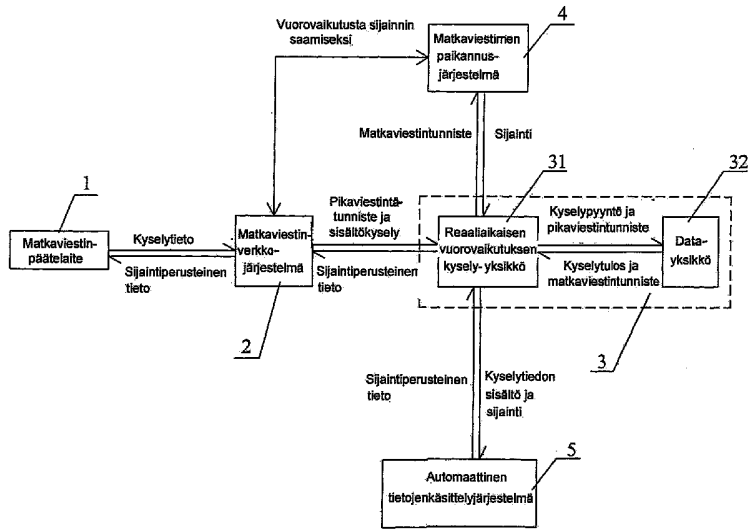 Vuorovaikutusta sijainnin
saamiseksi
4
Matkaviestimen
paikannus-
järjestelmä
Matkaviestintunniste
Sijainti
31
32
1
Pikaviestintä-
tunniste ja
sisältökysely
Kyselypyyntö ja
pikaviestintunniste
Matkaviestin-
päätelaite
Kyselytieto
Sijaintiperusteinen
tieto
Matkaviestin-
verkko-
järjestelmä
Sijaintiperusteinen
tieto
Reaaliaikaisen
vuorovaikutuksen
kysely-yksikkö
Data-
yksikkö
Kyselytulos ja
matkaviestintunniste
2
3
Sijaintiperusteinen
tieto
Kyselytiedon
sisältö ja
sijainti
5
Automaattinen
tietojenkäsittelyjärjestelmä